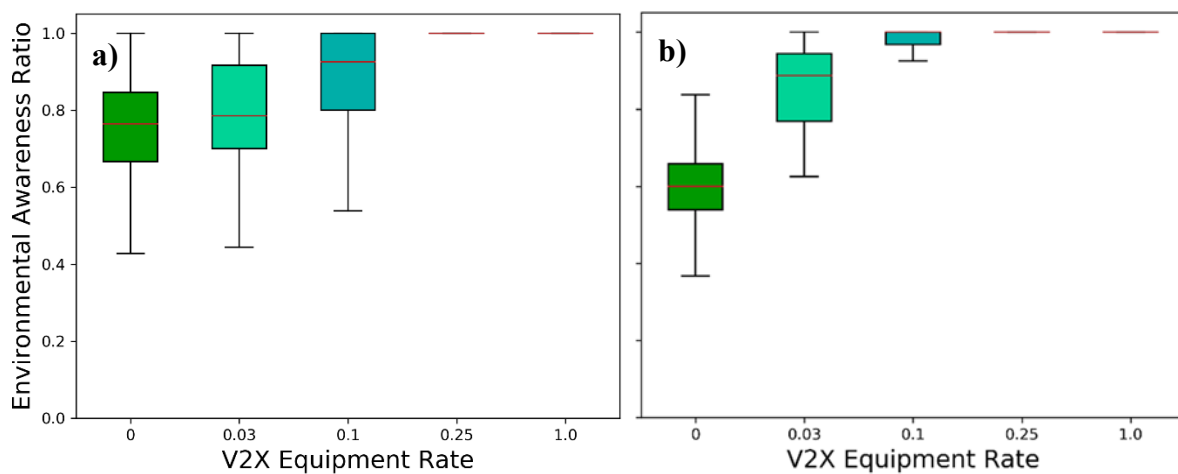 a)
b)
Environmental Awareness Ratio
1.0
0.8
0.6
0.4
0.2
0.0
0 0.03 0.1 0.25 1.0
0 0.03 0.1 0.25 1.0
V2X Equipment Rate
V2X Equipment Rate